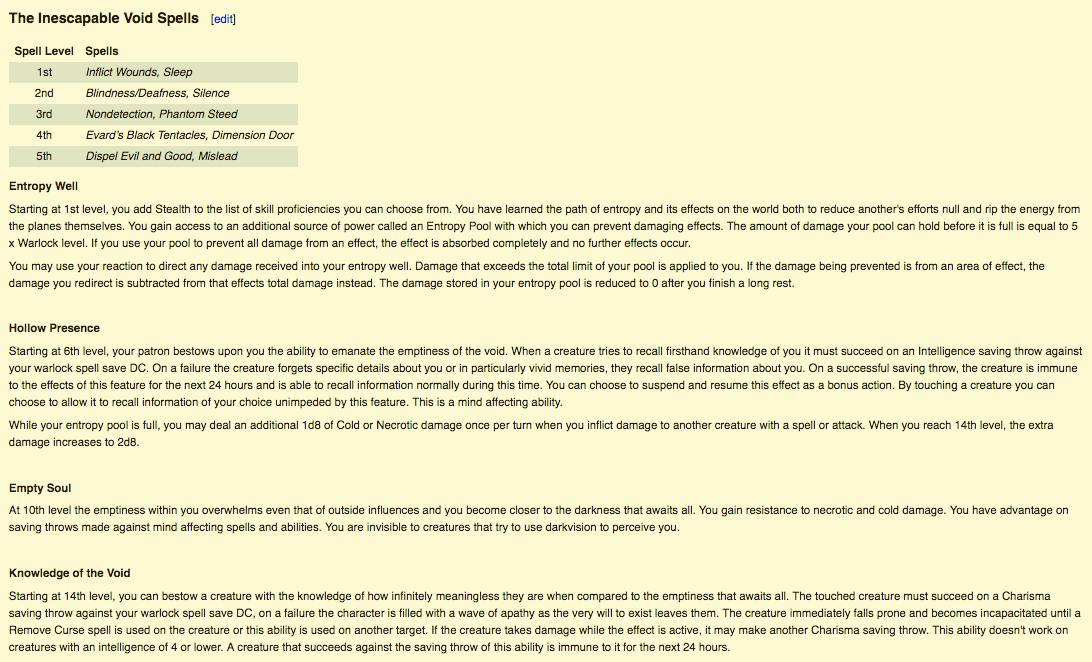 The Inescapable Void Spells [edit]
Spell Level Spells
1st Inflict Wounds, Sleep
2nd Blindness/Deafness, Silence
3rd Nondetection, Phantom Steed
4th Evard's Black Tentacles, Dimension Door
5th Dispel Evil and Good, Mislead
Entropy Well
Starting at 1st level, you add Stealth to the list of skill proficiencies you can choose from. You have learned the path of entropy and its effects on the world both to reduce another's efforts null and rip the energy from
the planes themselves. You gain access to an additional source of power called an Entropy Pool with which you can prevent damaging effects. The amount of damage your pool can hold before it is full is equal to 5
x Warlock level. If you use your pool to prevent all damage from an effect, the effect is absorbed completely and no further effects occur.
You may use your reaction to direct any damage received into your entropy well. Damage that exceeds the total limit of your pool is applied to you. If the damage being prevented is from an area of effect, the
damage you redirect is subtracted from that effects total damage instead. The damage stored in your entropy pool is reduced to 0 after you finish a long rest.
Hollow Presence
Starting at 6th level, your patron bestows upon you the ability to emanate the emptiness of the void. When a creature tries to recall firsthand knowledge of you it must succeed on an Intelligence saving throw against
your warlock spell save DC. On a failure the creature forgets specific details about you or in particularly vivid memories, they recall false information about you. On a successful saving throw, the creature is immune
to the effects of this feature for the next 24 hours and is able to recall information normally during this time. You can choose to suspend and resume this effect as a bonus action. By touching a creature you can
choose to allow it to recall information of your choice unimpeded by this feature. This is a mind affecting ability.
While your entropy pool is full, you may deal an additional 1d8 of Cold or Necrotic damage once per turn when you inflict damage to another creature with a spell or attack. When you reach 14th level, the extra
damage increases to 2d8.
Empty Soul
At 10th level the emptiness within you overwhelms even that of outside influences and you become closer to the darkness that awaits all. You gain resistance to necrotic and cold damage. You have advantage on
saving throws made against mind affecting spells and abilities. You are invisible to creatures that try to use darkvision to perceive you.
Knowledge of the Void
Starting at 14th level, you can bestow a creature with the knowledge of how infinitely meaningless they are when compared to the emptiness that awaits all. The touched creature must succeed on a Charisma
saving throw against your warlock spell save DC, on a failure the character is filled with a wave of apathy as the very will to exist leaves them. The creature immediately falls prone and becomes incapacitated until a
Remove Curse spell is used on the creature or this ability is used on another target. If the creature takes damage while the effect is active, it may make another Charisma saving throw. This ability doesn't work on
creatures with an intelligence of 4 or lower. A creature that succeeds against the saving throw of this ability is immune to it for the next 24 hours.